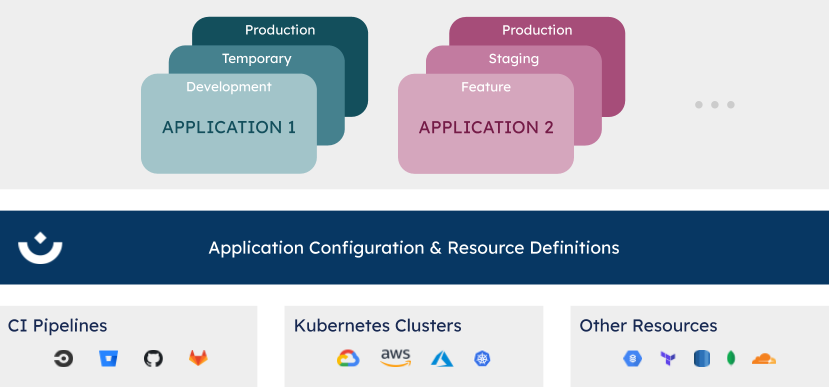 Production
Temporary
Development
APPLICATION 1
Production
Staging
Feature
APPLICATION 2
Application Configuration & Resource Definitions
CI Pipelines
Kubernetes Clusters
aws
Other Resources